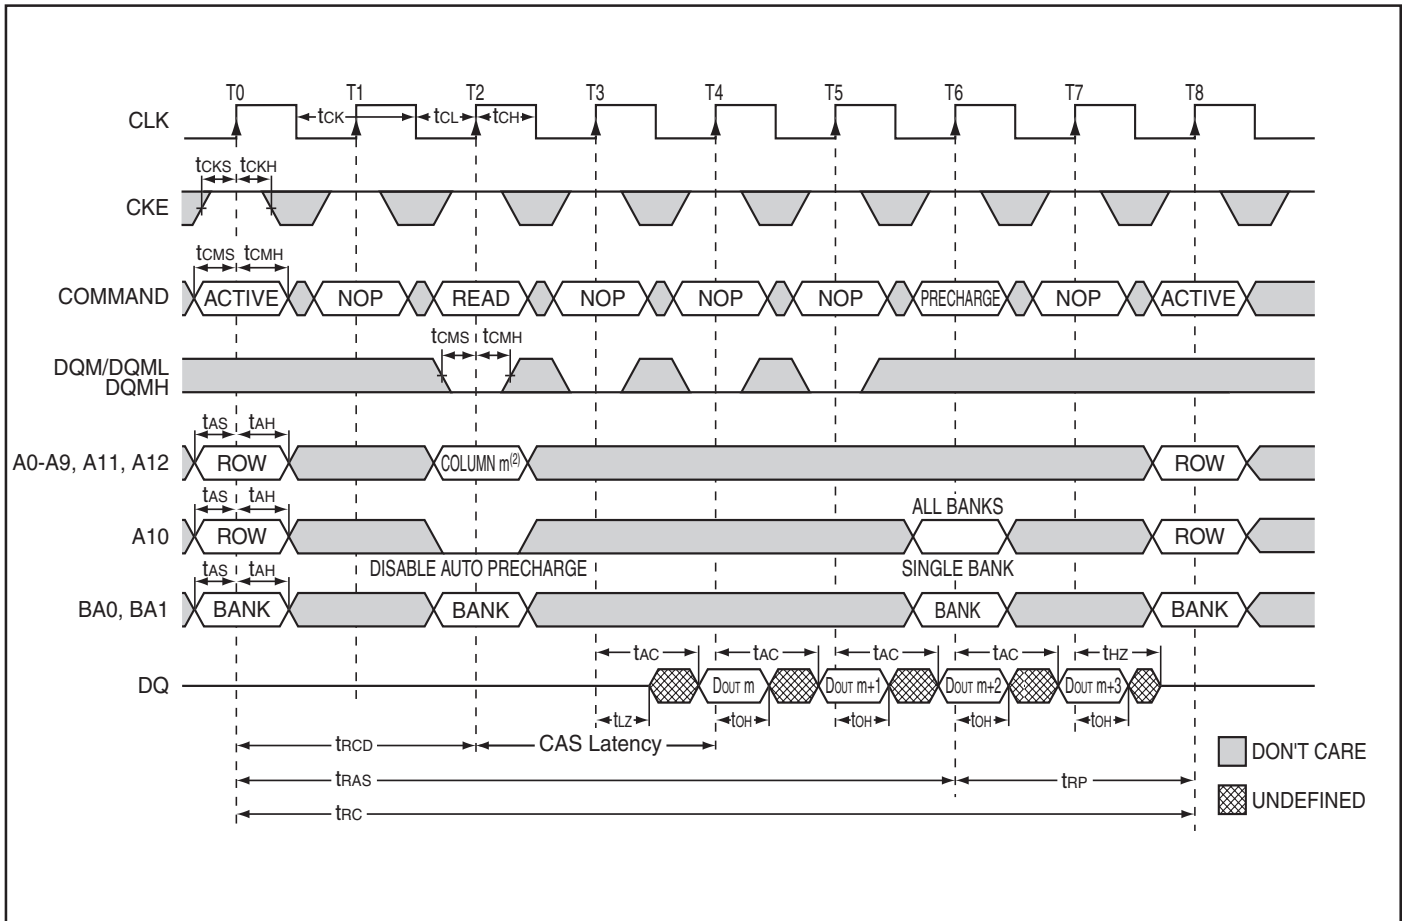 T0 T1 T2 T3 T4 T5 T6 T7 T8
CLK tCK tCL tCH
tCKS tCKH
CKE
tCMS tCMH
COMMAND ACTIVE NOP READ NOP NOP NOP PRECHARGE NOP ACTIVE
tCMS tCMH
DQM/DQML
DQMH
tAS tAH
A0-A9, A11, A12 ROW COLUMN m(2) ROW
tAS tAH ALL BANKS
A10 ROW ROW
DISABLE AUTO PRECHARGE SINGLE BANK
tAS tAH
BA0, BA1 BANK BANK BANK BANK
tAC tAC tAC tAC tHZ
DQ DOUT m DOUT m+1 DOUT m+2 DOUT m+3
tLZ tOH tOH tOH tOH
tRCD CAS Latency
DON'T CARE
tRAS tRP
UNDEFINED
tRC